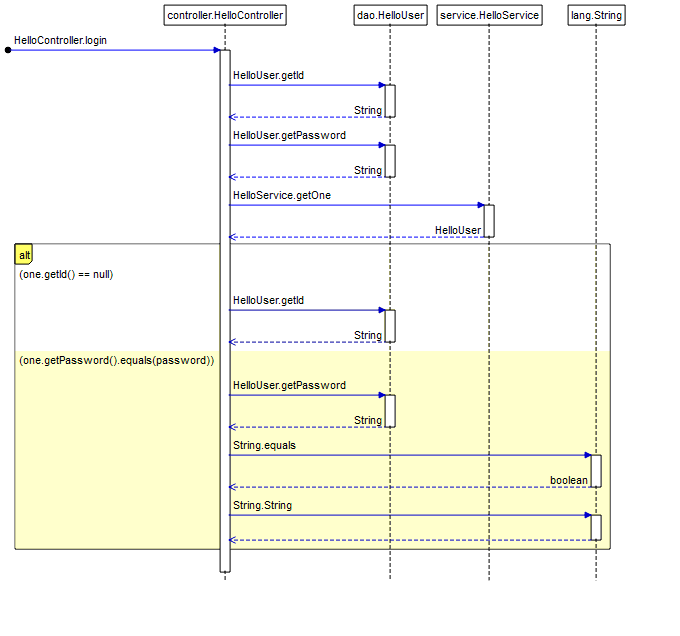 controller.HelloController
dao.HelloUser
service.HelloService
lang.String
HelloController.login
HelloUser.getId
String
HelloUser.getPassword
String
HelloService.getOne
HelloUser
alt
(one.getId() == null)
HelloUser.getId
String
(one.getPassword().equals(password))
HelloUser.getPassword
String
String.equals
boolean
String.String